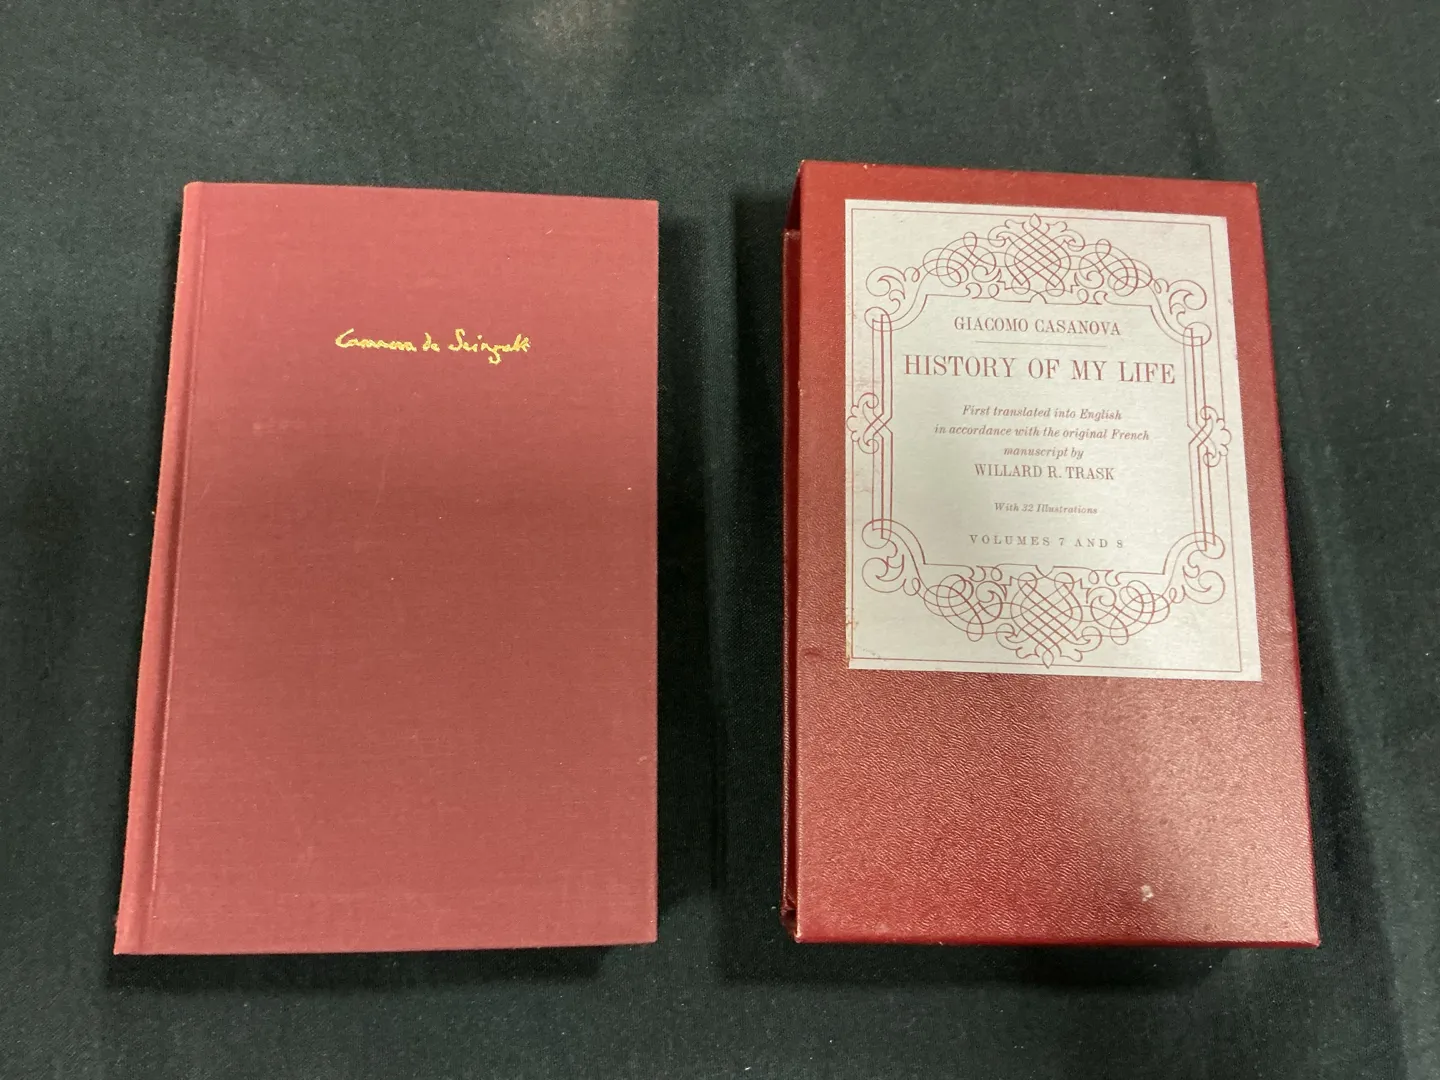 Casanova de Seingalt
GIACOMO CASANOVA
HISTORY OF MY LIFE
First translated into English
in accordance with the original French
manuscript by
WILLARD R. TRASK
With 32 Illustrations
VOLUMES 7 AND 8